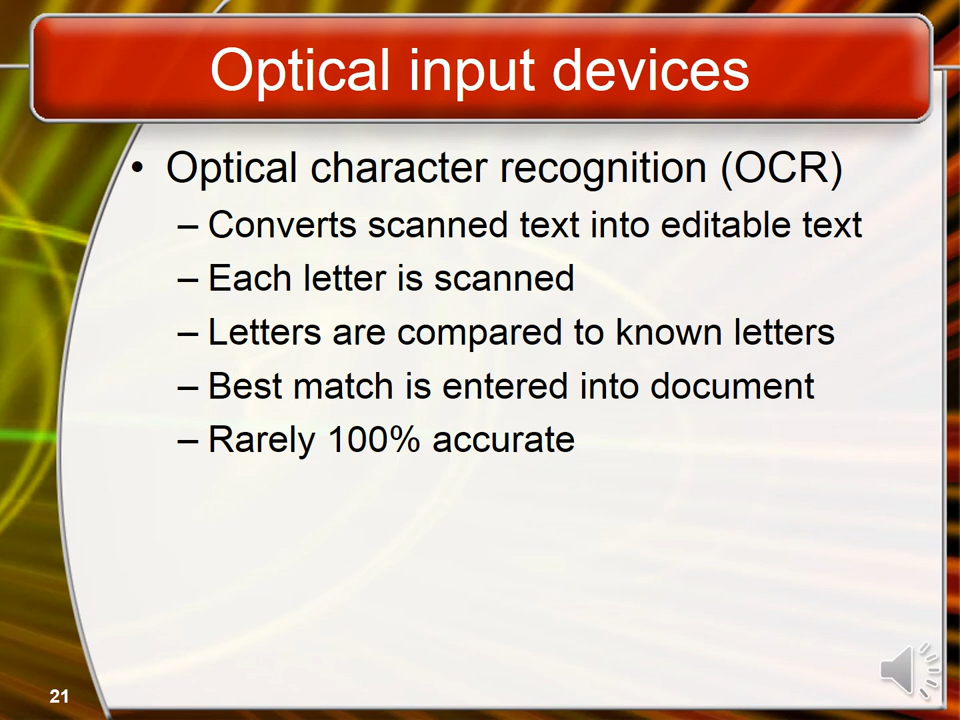 Optical input devices
• Optical character recognition (OCR)
– Converts scanned text into editable text
– Each letter is scanned
– Letters are compared to known letters
– Best match is entered into document
– Rarely 100% accurate
21